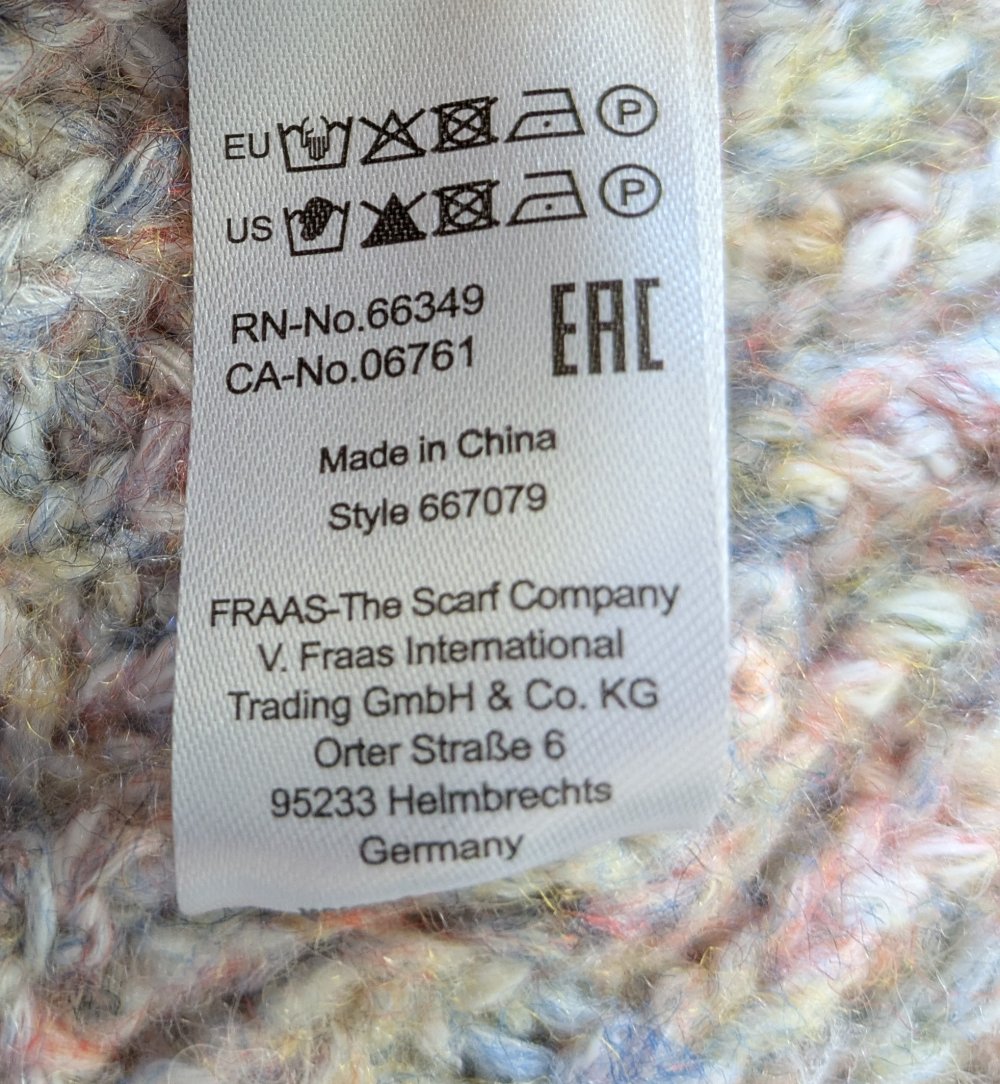 EU P
US P
RN-No.66349
CA-No.06761
EAC
Made in China
Style 667079
FRAAS-The Scarf Company
V. Fraas International
Trading GmbH & Co. KG
Orter Straße 6
95233 Helmbrechts
Germany